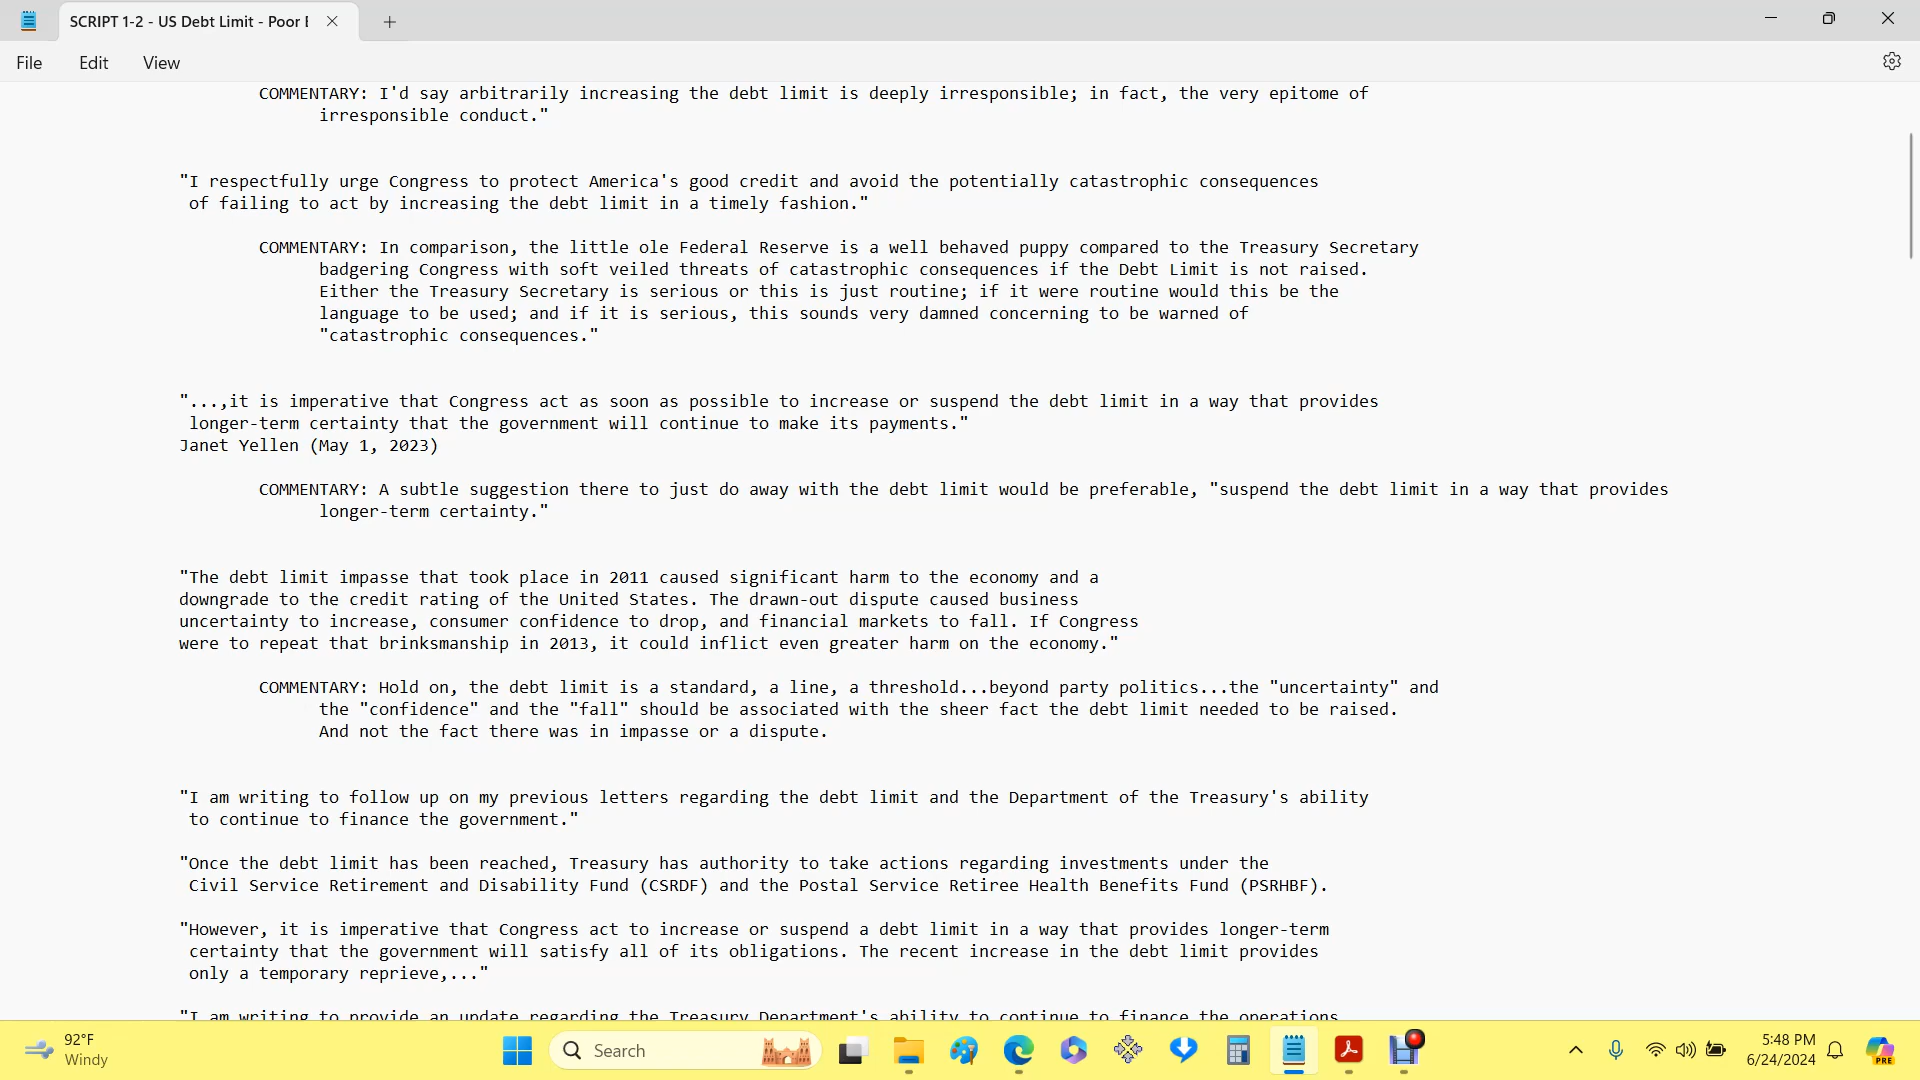 SCRIPT 1-2 - US Debt Limit - Poor
File Edit View
COMMENTARY: I'd say arbitrarily increasing the debt limit is deeply irresponsible; in fact, the very epitome of
irresponsible conduct."
"I respectfully urge Congress to protect America's good credit and avoid the potentially catastrophic consequences
of failing to act by increasing the debt limit in a timely fashion."
COMMENTARY: In comparison, the little ole Federal Reserve is a well behaved puppy compared to the Treasury Secretary
badgering Congress with soft veiled threats of catastrophic consequences if the Debt Limit is not raised.
Either the Treasury Secretary is serious or this is just routine; if it were routine would this be the
language to be used; and if it is serious, this sounds very damned concerning to be warned of
"catastrophic consequences."
"...,it is imperative that Congress act as soon as possible to increase or suspend the debt limit in a way that provides
longer-term certainty that the government will continue to make its payments."
Janet Yellen (May 1, 2023)
COMMENTARY: A subtle suggestion there to just do away with the debt limit would be preferable, "suspend the debt limit in a way that provides
longer-term certainty."
"The debt limit impasse that took place in 2011 caused significant harm to the economy and a
downgrade to the credit rating of the United States. The drawn-out dispute caused business
uncertainty to increase, consumer confidence to drop, and financial markets to fall. If Congress
were to repeat that brinksmanship in 2013, it could inflict even greater harm on the economy."
COMMENTARY: Hold on, the debt limit is a standard, a line, a threshold...beyond party politics...the "uncertainty" and
the "confidence" and the "fall" should be associated with the sheer fact the debt limit needed to be raised.
And not the fact there was in impasse or a dispute.
"I am writing to follow up on my previous letters regarding the debt limit and the Department of the Treasury's ability
to continue to finance the government."
"Once the debt limit has been reached, Treasury has authority to take actions regarding investments under the
Civil Service Retirement and Disability Fund (CSRDF) and the Postal Service Retiree Health Benefits Fund (PSRHBF).
"However, it is imperative that Congress act to increase or suspend a debt limit in a way that provides longer-term
certainty that the government will satisfy all of its obligations. The recent increase in the debt limit provides
only a temporary reprieve,..."
"I am writing to provide an update regarding the Treasury Department's ability to continue to finance the operations
92°F
Windy
Search
5:48 PM
6/24/2024
PRE